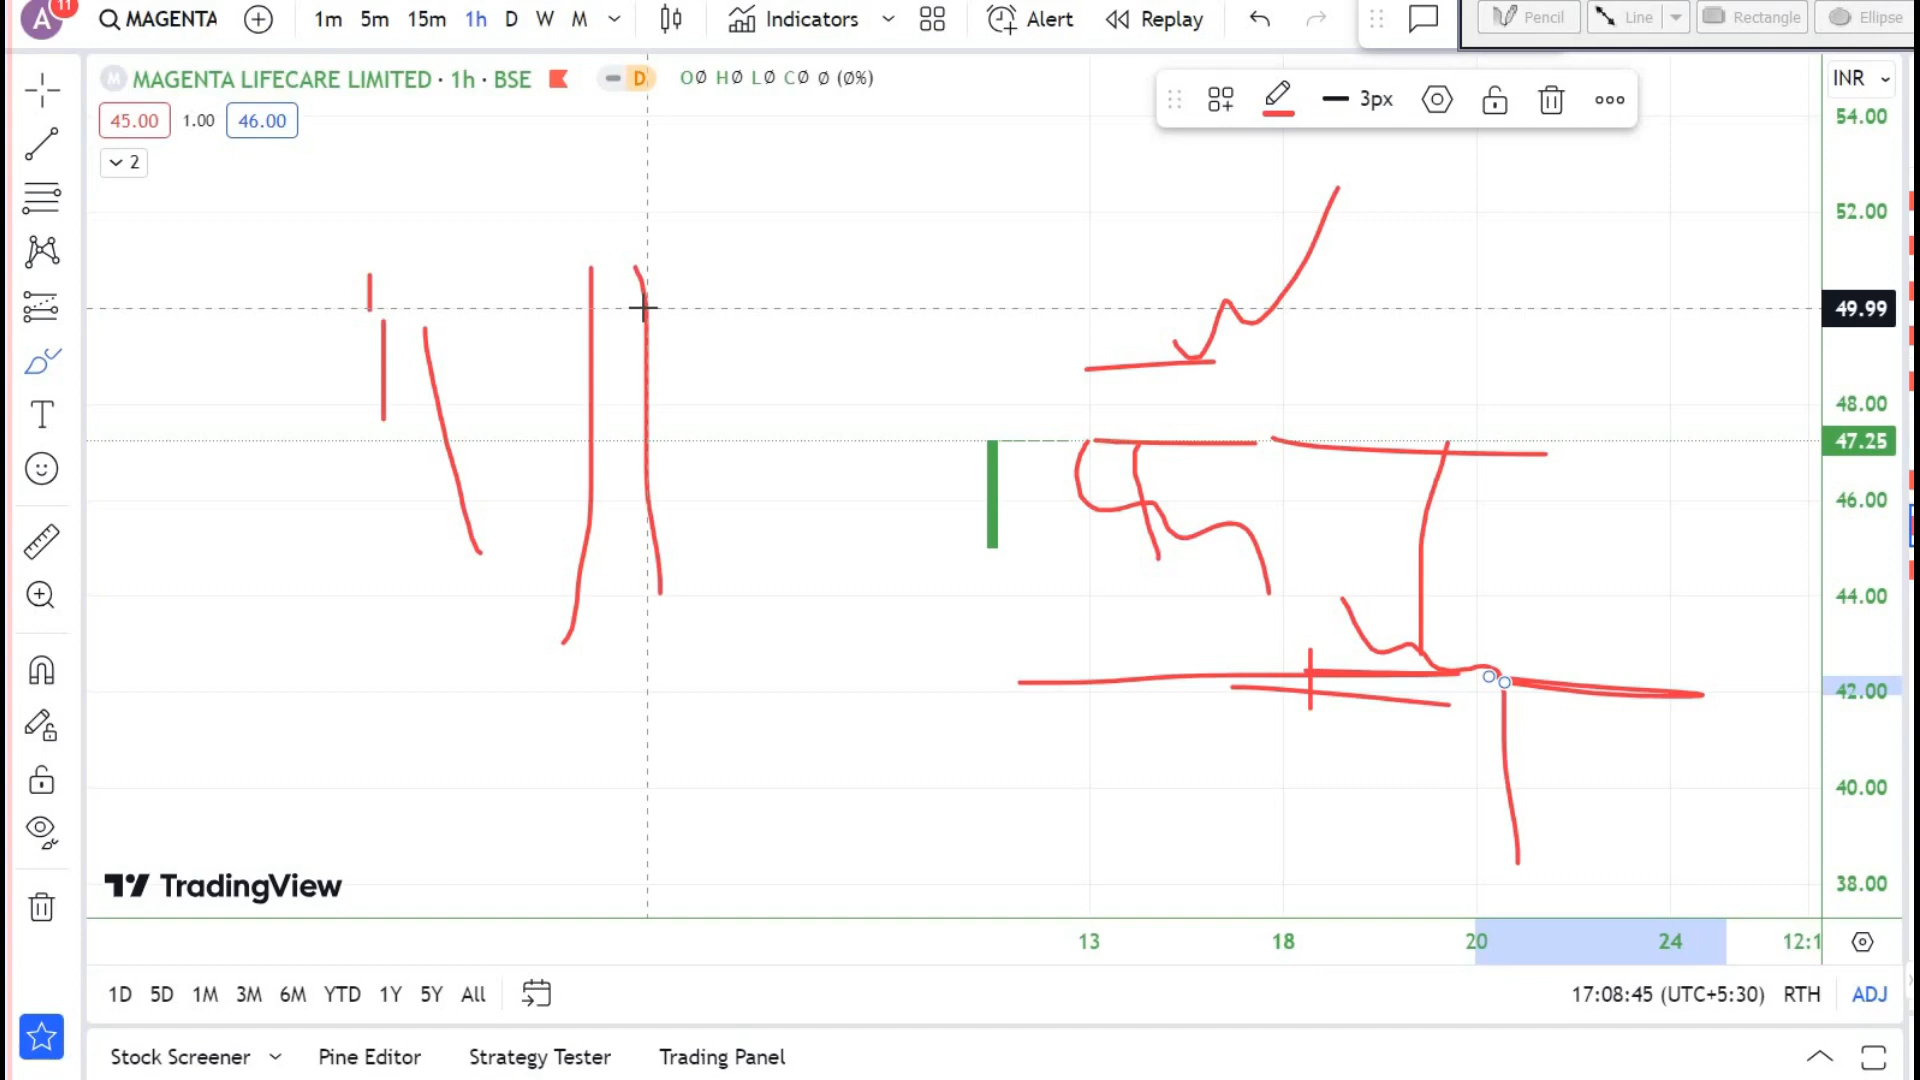 A 11 MAGENTA 1m 5m 15m 1h D W M Indicators Alert Replay Pencil Line Rectangle Ellipse
M MAGENTA LIFECARE LIMITED · 1h · BSE D O∅ H∅ L∅ C∅ ∅ (0%) INR
3px
45.00 1.00 46.00
2
54.00
52.00
49.99
48.00
47.25
46.00
44.00
42.00
40.00
38.00
TradingView
13 18 20 24 12:1
1D 5D 1M 3M 6M YTD 1Y 5Y All 17:08:45 (UTC+5:30) RTH ADJ
Stock Screener Pine Editor Strategy Tester Trading Panel